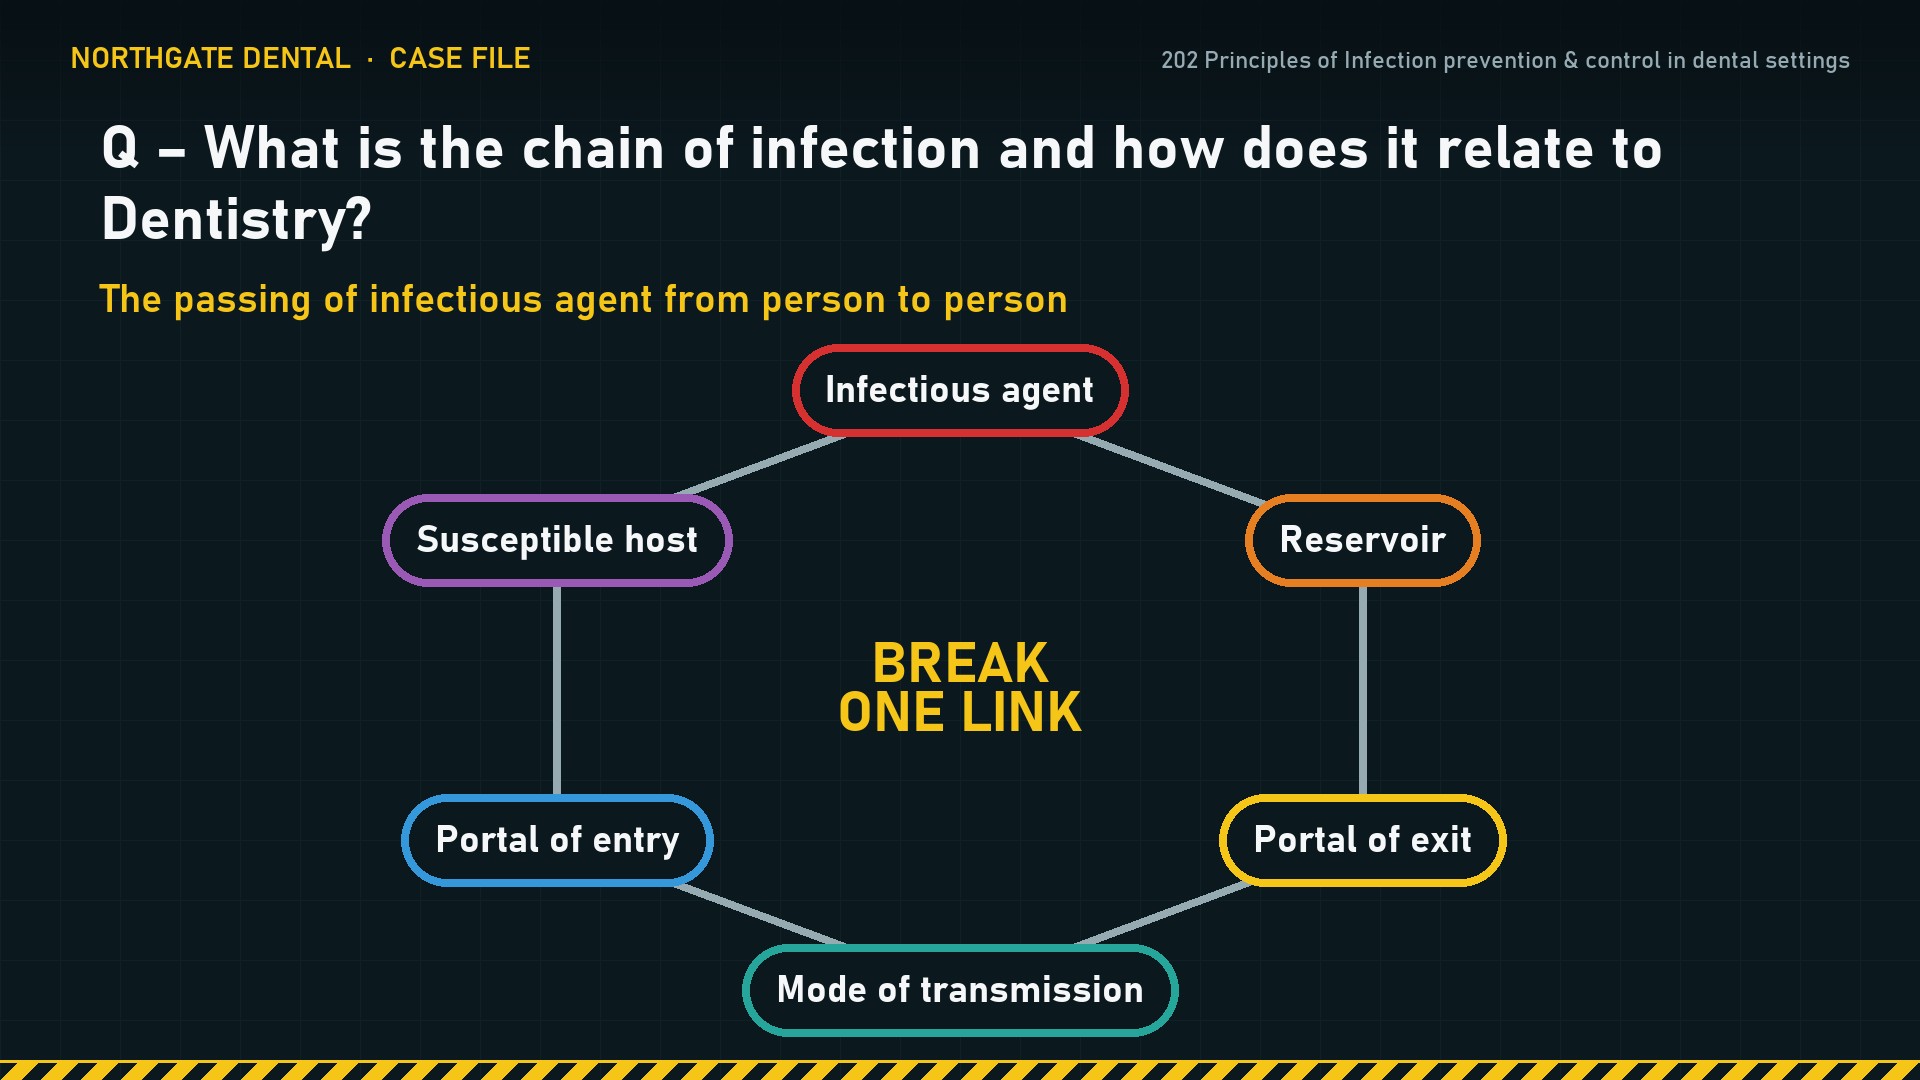 NORTHGATE DENTAL · CASE FILE
202 Principles of Infection prevention & control in dental settings
Q – What is the chain of infection and how does it relate to
Dentistry?
The passing of infectious agent from person to person
Infectious agent
Susceptible host
Reservoir
BREAK
ONE LINK
Portal of entry
Portal of exit
Mode of transmission